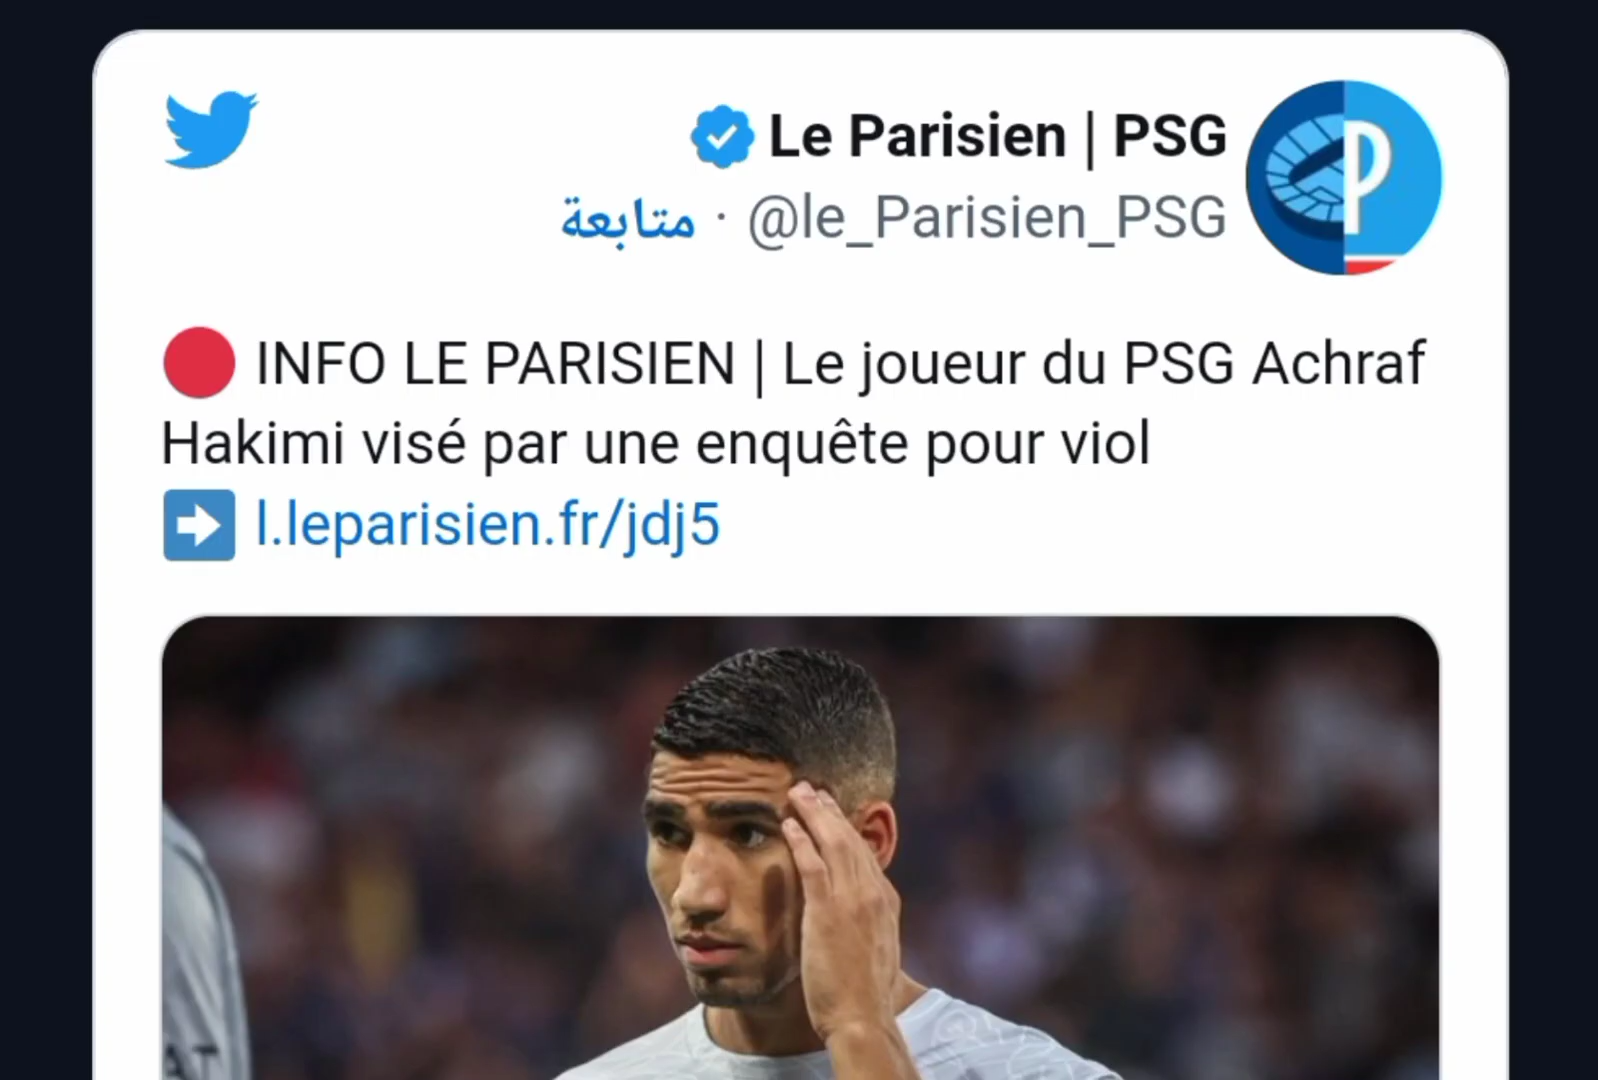 Le Parisien | PSG
@le_Parisien_PSG · متابعة
🔴 INFO LE PARISIEN | Le joueur du PSG Achraf
Hakimi visé par une enquête pour viol
➡️ l.leparisien.fr/jdj5